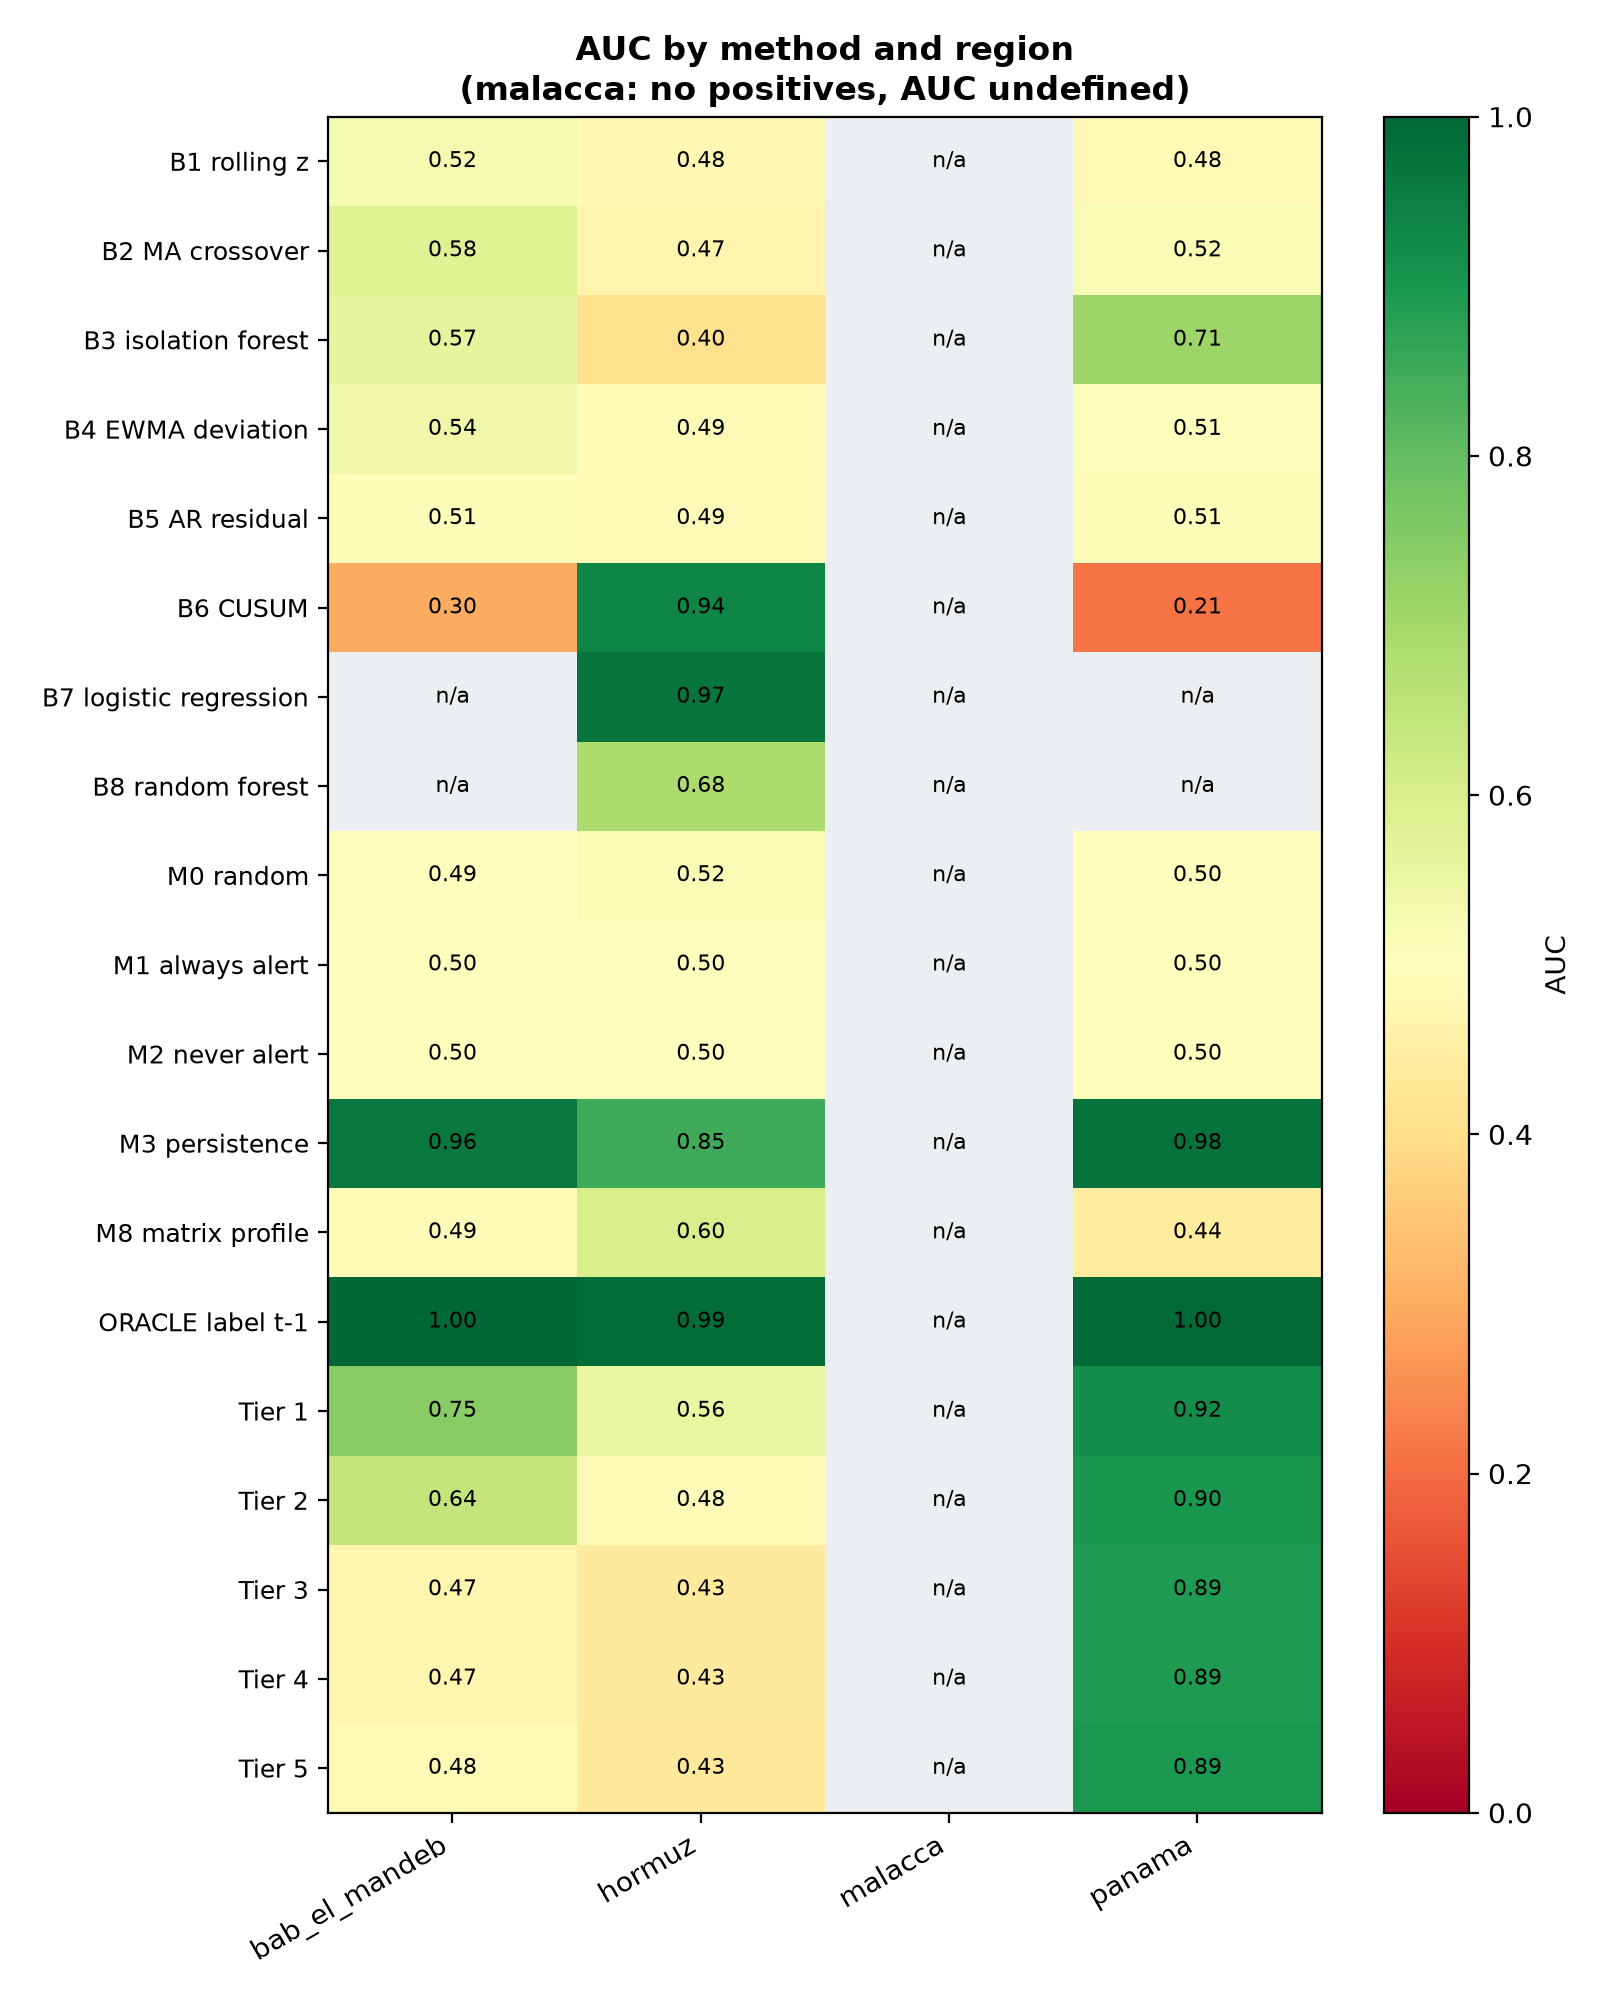 AUC by method and region
(malacca: no positives, AUC undefined)
B1 rolling z 0.52 0.48 n/a 0.48
B2 MA crossover 0.58 0.47 n/a 0.52
B3 isolation forest 0.57 0.40 n/a 0.71
B4 EWMA deviation 0.54 0.49 n/a 0.51
B5 AR residual 0.51 0.49 n/a 0.51
B6 CUSUM 0.30 0.94 n/a 0.21
B7 logistic regression n/a 0.97 n/a n/a
B8 random forest n/a 0.68 n/a n/a
M0 random 0.49 0.52 n/a 0.50
M1 always alert 0.50 0.50 n/a 0.50
M2 never alert 0.50 0.50 n/a 0.50
M3 persistence 0.96 0.85 n/a 0.98
M8 matrix profile 0.49 0.60 n/a 0.44
ORACLE label t-1 1.00 0.99 n/a 1.00
Tier 1 0.75 0.56 n/a 0.92
Tier 2 0.64 0.48 n/a 0.90
Tier 3 0.47 0.43 n/a 0.89
Tier 4 0.47 0.43 n/a 0.89
Tier 5 0.48 0.43 n/a 0.89
bab_el_mandeb hormuz malacca panama
1.0
0.8
0.6
0.4
0.2
0.0
AUC